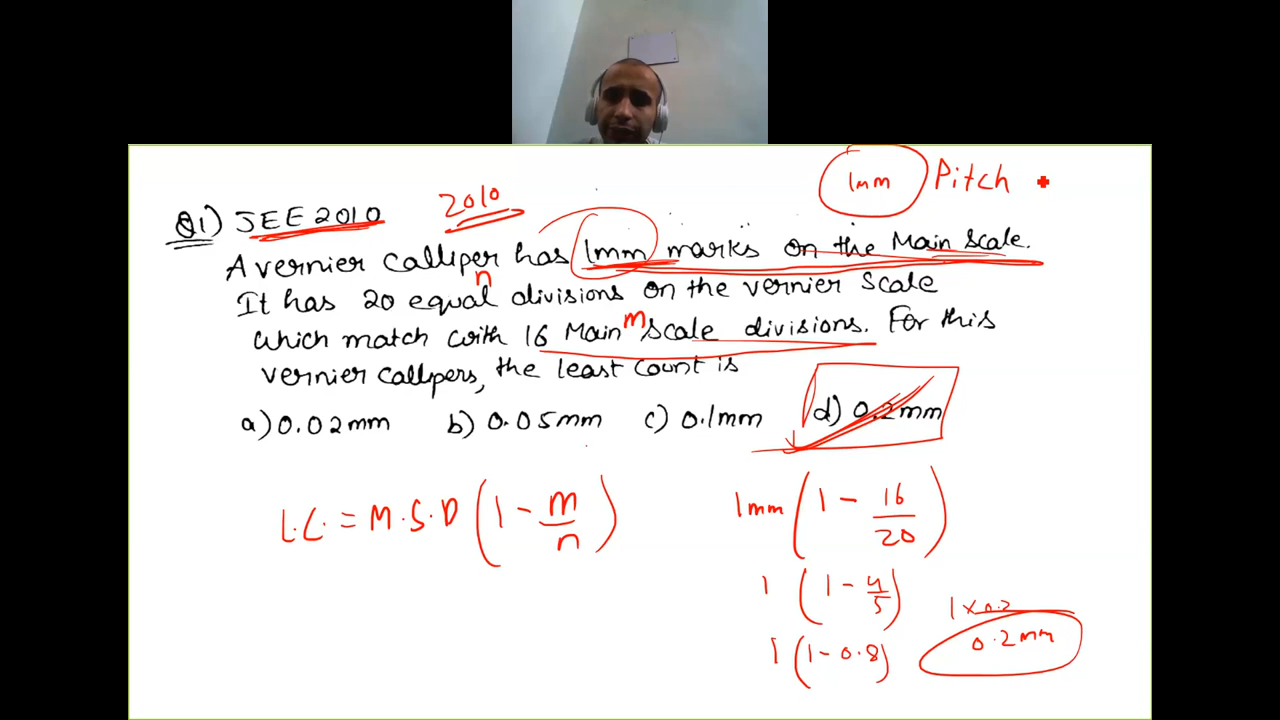 1mm Pitch
Q1) JEE 2010 2010
A vernier calliper has 1mm marks on the Main Scale.
n
It has 20 equal divisions on the vernier scale
m
which match with 16 Main scale divisions. For this
vernier callipers, the least count is
a) 0.02mm b) 0.05mm c) 0.1mm d) 0.2mm
L.C. = M.S.D (1 - m/n) 1mm (1 - 16/20)
1 (1 - 4/5)
1 × 0.2
1 (1 - 0.8) 0.2mm